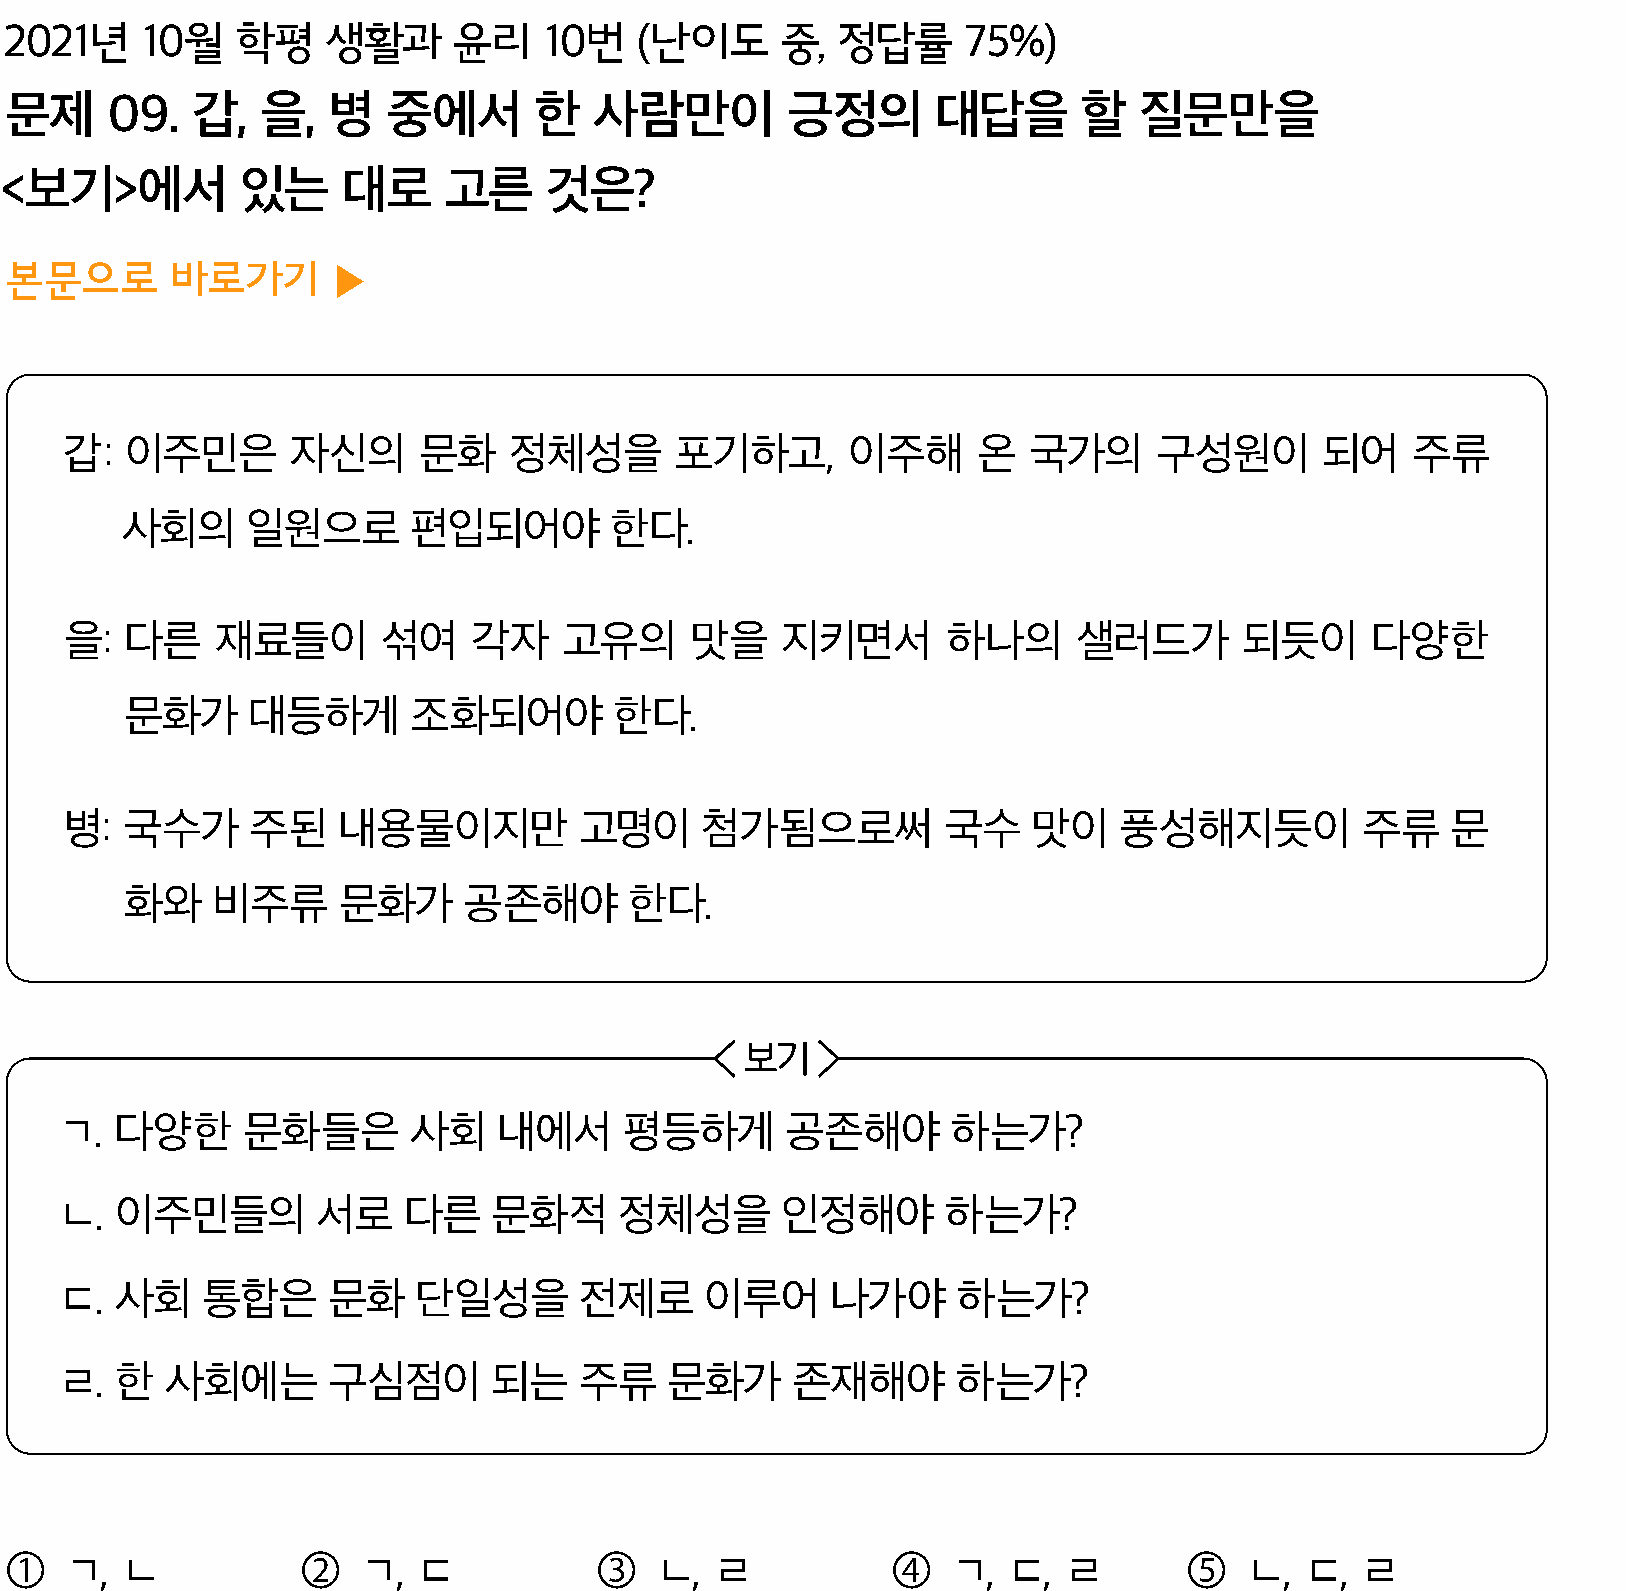 2021년 10월 학평 생활과 윤리 10번 (난이도 중, 정답률 75%)
문제 09. 갑, 을, 병 중에서 한 사람만이 긍정의 대답을 할 질문만을
<보기>에서 있는 대로 고른 것은?
본문으로 바로가기 ▶
갑: 이주민은 자신의 문화 정체성을 포기하고, 이주해 온 국가의 구성원이 되어 주류
사회의 일원으로 편입되어야 한다.
을: 다른 재료들이 섞여 각자 고유의 맛을 지키면서 하나의 샐러드가 되듯이 다양한
문화가 대등하게 조화되어야 한다.
병: 국수가 주된 내용물이지만 고명이 첨가됨으로써 국수 맛이 풍성해지듯이 주류 문
화와 비주류 문화가 공존해야 한다.
<보기>
ㄱ. 다양한 문화들은 사회 내에서 평등하게 공존해야 하는가?
ㄴ. 이주민들의 서로 다른 문화적 정체성을 인정해야 하는가?
ㄷ. 사회 통합은 문화 단일성을 전제로 이루어 나가야 하는가?
ㄹ. 한 사회에는 구심점이 되는 주류 문화가 존재해야 하는가?
① ㄱ, ㄴ ② ㄱ, ㄷ ③ ㄴ, ㄹ ④ ㄱ, ㄷ, ㄹ ⑤ ㄴ, ㄷ, ㄹ